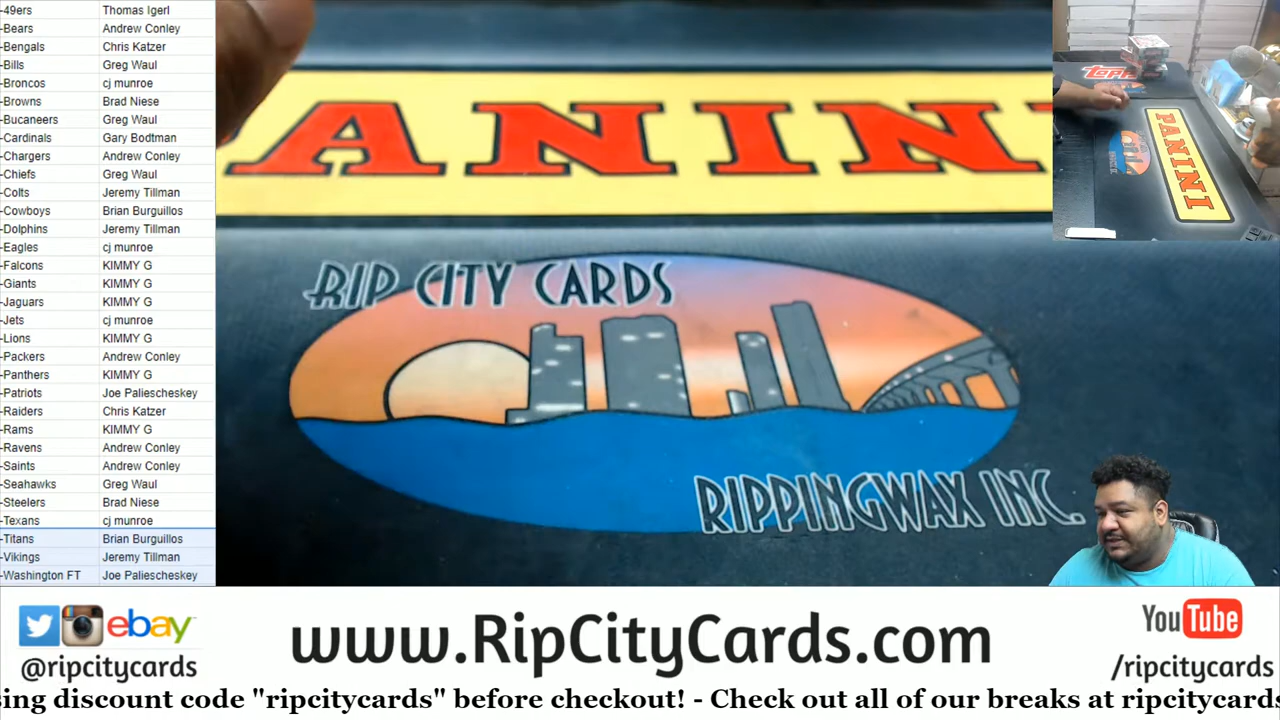 -49ers Thomas Igerl
-Bears Andrew Conley
-Bengals Chris Katzer
-Bills Greg Waul
-Broncos cj munroe
-Browns Brad Niese
-Bucaneers Greg Waul
-Cardinals Gary Bodtman
-Chargers Andrew Conley
-Chiefs Greg Waul
-Colts Jeremy Tillman
-Cowboys Brian Burguillos
-Dolphins Jeremy Tillman
-Eagles cj munroe
-Falcons KIMMY G
-Giants KIMMY G
-Jaguars KIMMY G
-Jets cj munroe
-Lions KIMMY G
-Packers Andrew Conley
-Panthers KIMMY G
-Patriots Joe Paliescheskey
-Raiders Chris Katzer
-Rams KIMMY G
-Ravens Andrew Conley
-Saints Andrew Conley
-Seahawks Greg Waul
-Steelers Brad Niese
-Texans cj munroe
-Titans Brian Burguillos
-Vikings Jeremy Tillman
-Washington FT Joe Paliescheskey
ANINI
RIP CITY CARDS
RIPPINGWAX INC.
TOPPS
PANINI
ebay
@ripcitycards
www.RipCityCards.com
YouTube
/ripcitycards
sing discount code "ripcitycards" before checkout! - Check out all of our breaks at ripcitycards